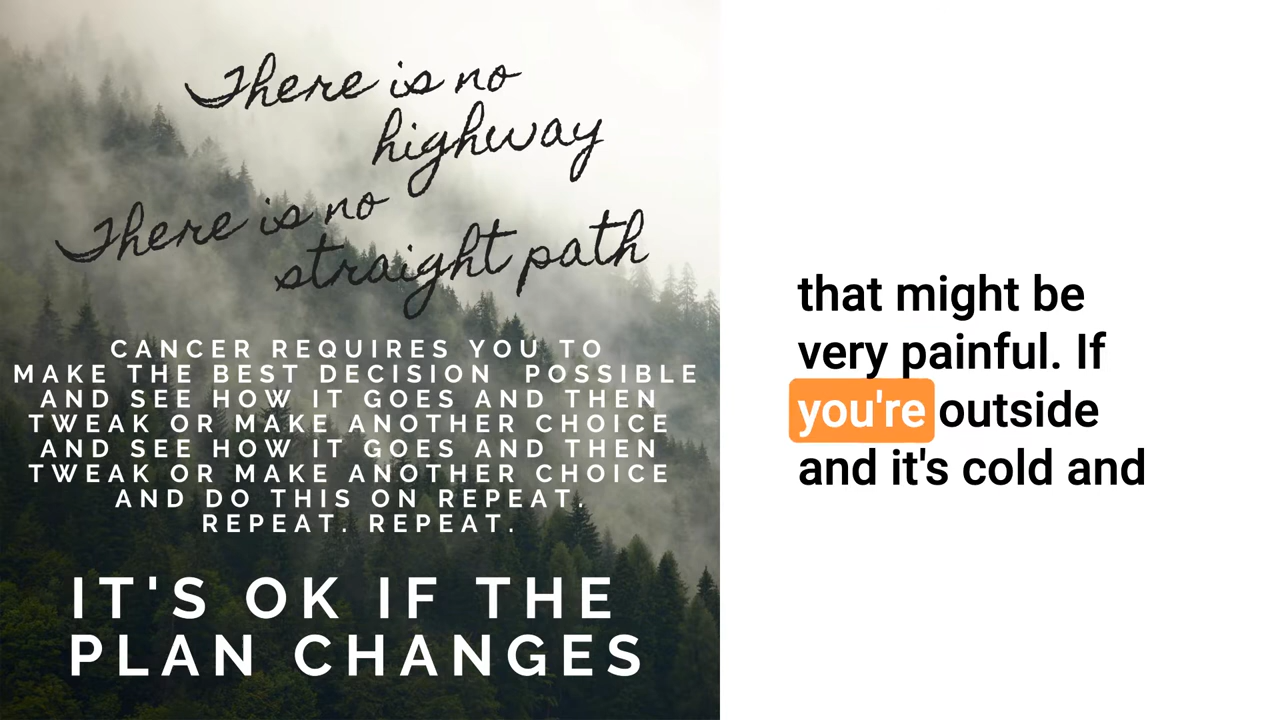 There is no
highway
There is no
straight path
CANCER REQUIRES YOU TO
MAKE THE BEST DECISION POSSIBLE
AND SEE HOW IT GOES AND THEN
TWEAK OR MAKE ANOTHER CHOICE
AND SEE HOW IT GOES AND THEN
TWEAK OR MAKE ANOTHER CHOICE
AND DO THIS ON REPEAT.
REPEAT. REPEAT.
IT'S OK IF THE
PLAN CHANGES
that might be
very painful. If
you're outside
and it's cold and